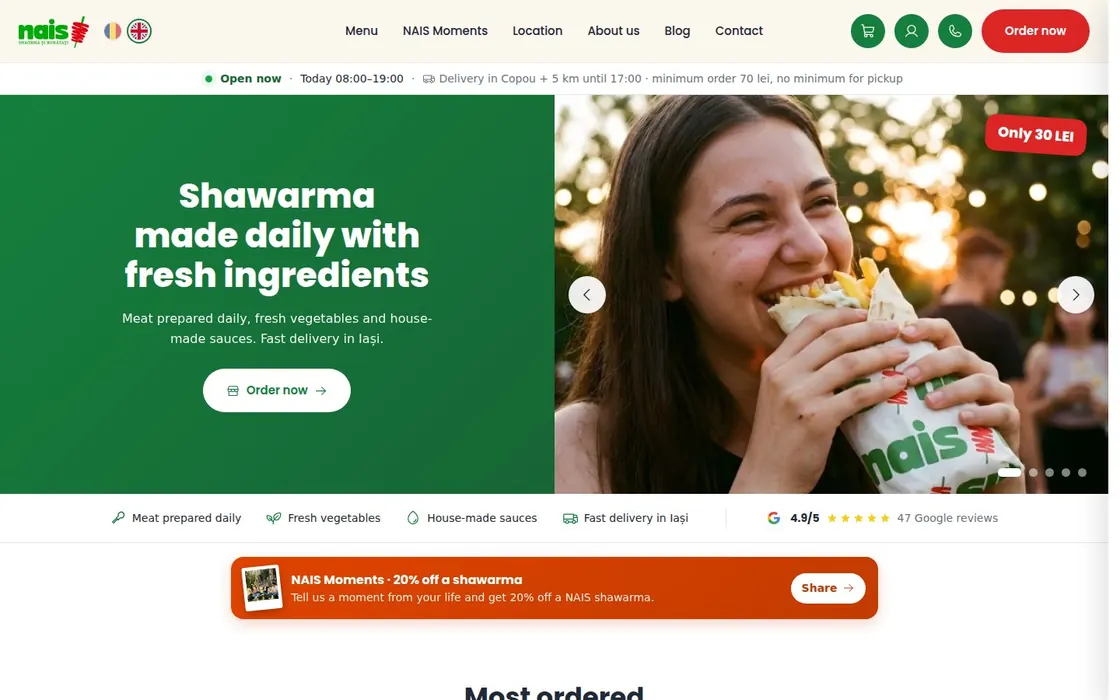 nais
SHAORMA ȘI BUNĂTĂȚI
Menu
NAIS Moments
Location
About us
Blog
Contact
Order now
Open now · Today 08:00–19:00 · Delivery in Copou + 5 km until 17:00 · minimum order 70 lei, no minimum for pickup
Only 30 LEI
Shawarma
made daily with
fresh ingredients
Meat prepared daily, fresh vegetables and house-
made sauces. Fast delivery in Iași.
Order now
nais
Meat prepared daily
Fresh vegetables
House-made sauces
Fast delivery in Iași
4.9/5
47 Google reviews
NAIS Moments · 20% off a shawarma
Tell us a moment from your life and get 20% off a NAIS shawarma.
Share
Most ordered